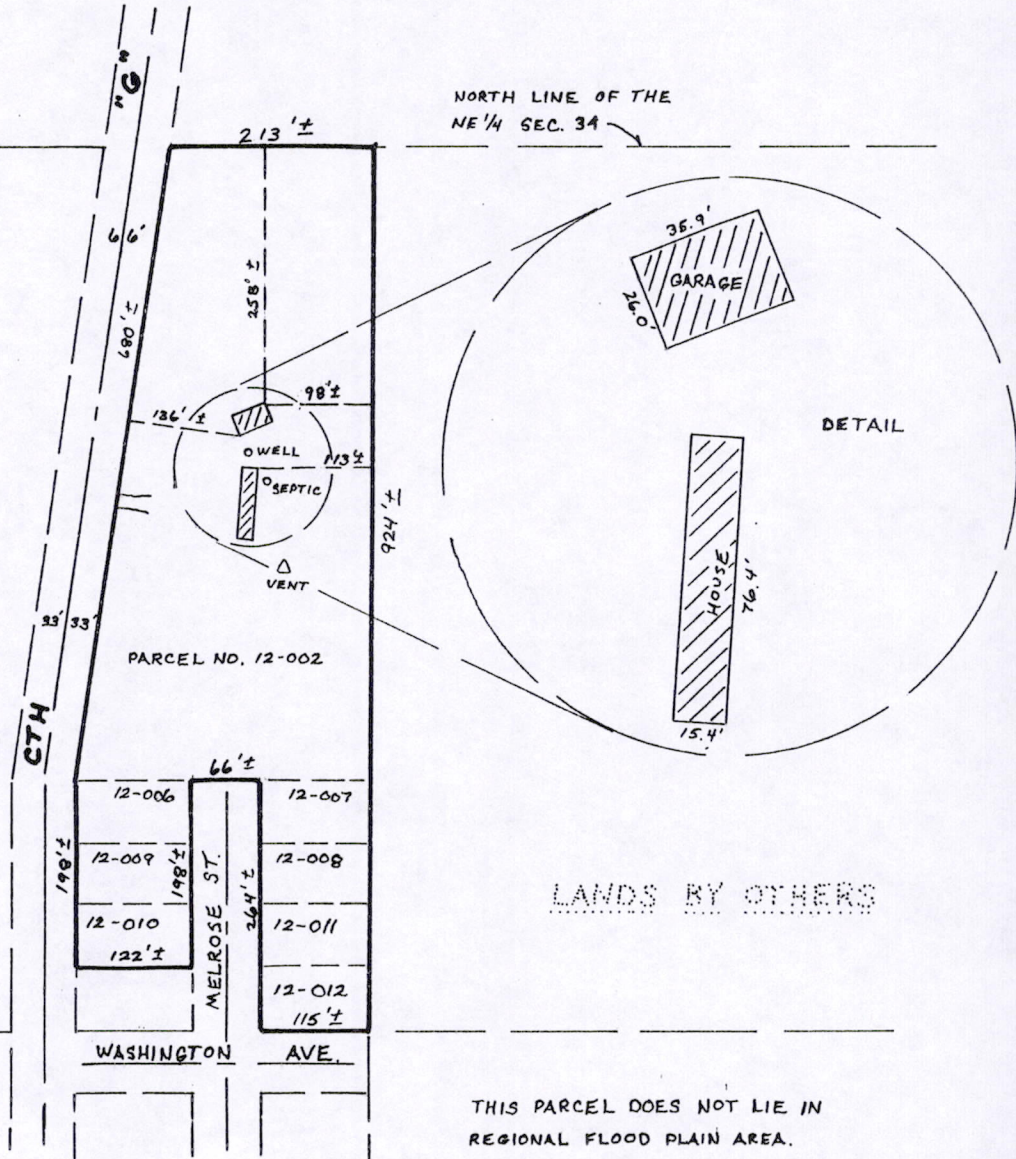 "G"
NORTH LINE OF THE
NE 1/4 SEC. 34
213'±
66'
680'±
258'±
35.9'
GARAGE
26.0'
98'±
136'±
WELL
113'±
SEPTIC
DETAIL
924'±
VENT
HOUSE
76.4'
33' 33'
PARCEL NO. 12-002
15.4'
CTH
66'±
12-006
12-007
12-009
12-008
198'±
198'±
MELROSE ST.
264'±
LANDS BY OTHERS
12-010
12-011
122'±
12-012
115'±
WASHINGTON AVE.
THIS PARCEL DOES NOT LIE IN
REGIONAL FLOOD PLAIN AREA.